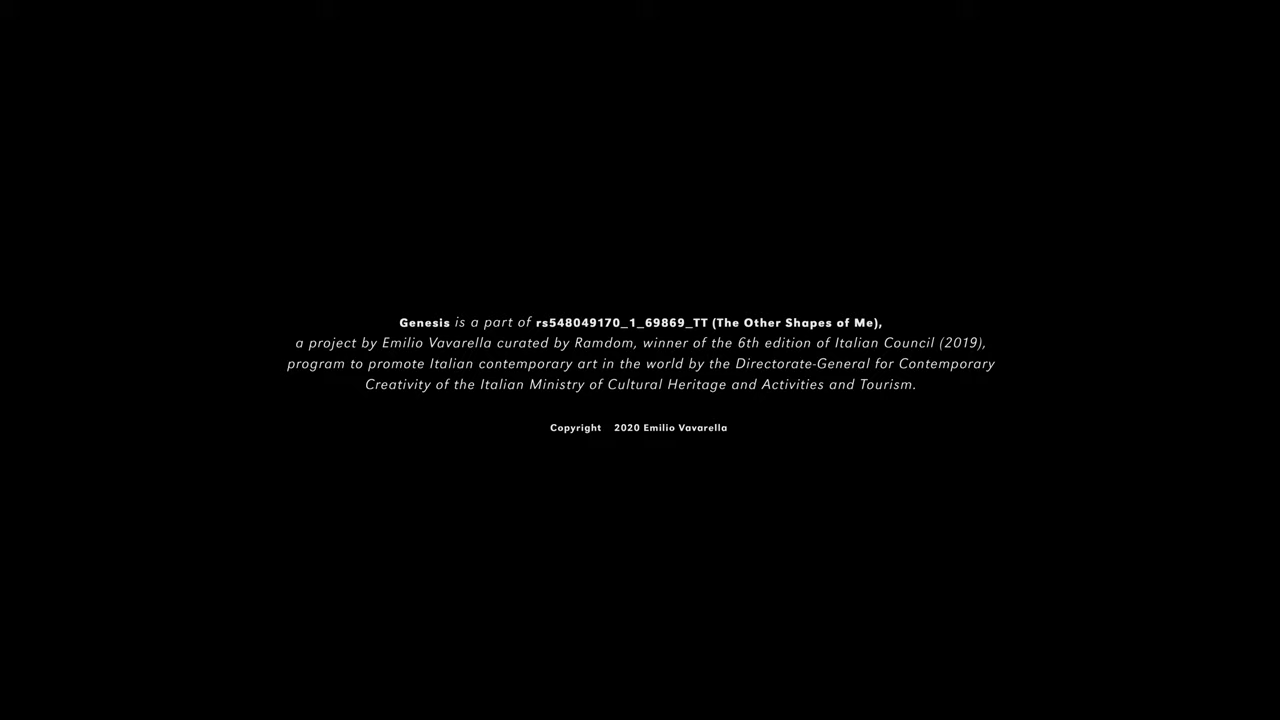 Genesis is a part of rs548049170_1_69869_TT (The Other Shapes of Me),
a project by Emilio Vavarella curated by Ramdom, winner of the 6th edition of Italian Council (2019),
program to promote Italian contemporary art in the world by the Directorate-General for Contemporary
Creativity of the Italian Ministry of Cultural Heritage and Activities and Tourism.
Copyright 2020 Emilio Vavarella